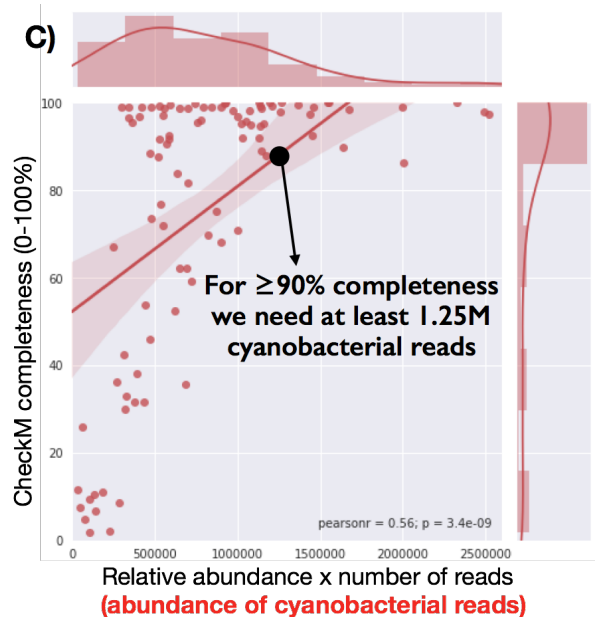 C)
CheckM completeness (0-100%)
100
80
60
40
20
0
For ≥90% completeness
we need at least 1.25M
cyanobacterial reads
pearsonr = 0.56; p = 3.4e-09
0 500000 1000000 1500000 2000000 2500000
Relative abundance x number of reads
(abundance of cyanobacterial reads)